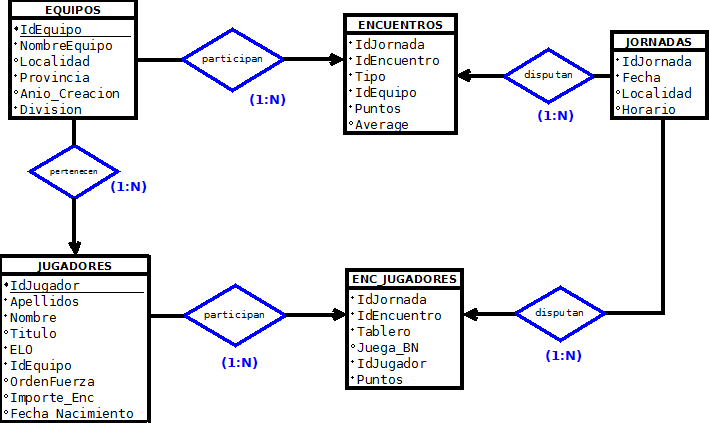 EQUIPOS
IdEquipo
NombreEquipo
Localidad
Provincia
Anio_Creacion
Division
participan
(1:N)
ENCUENTROS
IdJornada
IdEncuentro
Tipo
IdEquipo
Puntos
Average
disputan
(1:N)
JORNADAS
IdJornada
Fecha
Localidad
Horario
pertenecen
(1:N)
JUGADORES
IdJugador
Apellidos
Nombre
Titulo
ELO
IdEquipo
OrdenFuerza
Importe_Enc
Fecha_Nacimiento
participan
(1:N)
ENC_JUGADORES
IdJornada
IdEncuentro
Tablero
Juega_BN
IdJugador
Puntos
disputan
(1:N)